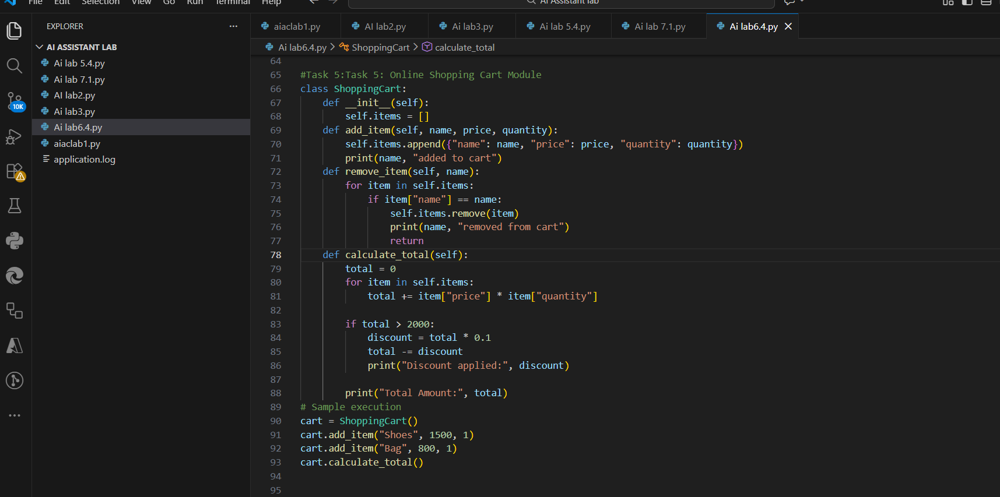 File Edit Selection View Go Run Terminal Help
AI Assistant lab
EXPLORER
AI ASSISTANT LAB
Ai lab 5.4.py
Ai lab 7.1.py
AI lab2.py
Ai lab3.py
Ai lab6.4.py
aiaclab1.py
application.log
10K
aiaclab1.py AI lab2.py Ai lab3.py Ai lab 5.4.py Ai lab 7.1.py Ai lab6.4.py
Ai lab6.4.py > ShoppingCart > calculate_total
64
65 #Task 5:Task 5: Online Shopping Cart Module
66 class ShoppingCart:
67     def __init__(self):
68         self.items = []
69     def add_item(self, name, price, quantity):
70         self.items.append({"name": name, "price": price, "quantity": quantity})
71         print(name, "added to cart")
72     def remove_item(self, name):
73         for item in self.items:
74             if item["name"] == name:
75                 self.items.remove(item)
76                 print(name, "removed from cart")
77                 return
78     def calculate_total(self):
79         total = 0
80         for item in self.items:
81             total += item["price"] * item["quantity"]
82
83         if total > 2000:
84             discount = total * 0.1
85             total -= discount
86             print("Discount applied:", discount)
87
88         print("Total Amount:", total)
89 # Sample execution
90 cart = ShoppingCart()
91 cart.add_item("Shoes", 1500, 1)
92 cart.add_item("Bag", 800, 1)
93 cart.calculate_total()
94
95